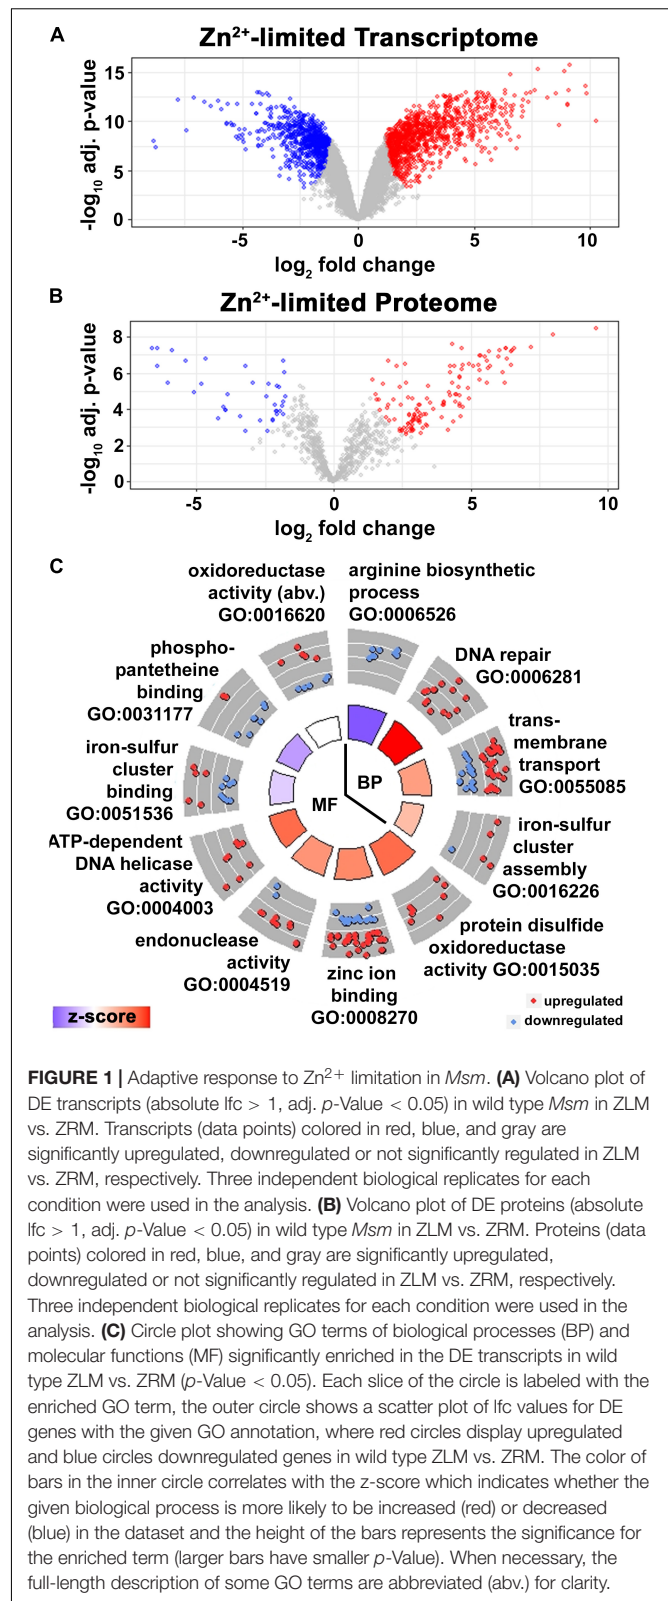 A
Zn2+-limited Transcriptome
-log10 adj. p-value
15
10
5
0
-5
0
5
10
log2 fold change
B
Zn2+-limited Proteome
-log10 adj. p-value
8
6
4
2
0
-5
0
5
10
log2 fold change
C
oxidoreductase
activity (abv.)
GO:0016620
arginine biosynthetic
process
GO:0006526
DNA repair
GO:0006281
trans-
membrane
transport
GO:0055085
iron-sulfur
cluster
assembly
GO:0016226
protein disulfide
oxidoreductase
activity GO:0015035
zinc ion
binding
GO:0008270
endonuclease
activity
GO:0004519
ATP-dependent
DNA helicase
activity
GO:0004003
iron-sulfur
cluster
binding
GO:0051536
phospho-
pantetheine
binding
GO:0031177
BP
MF
z-score
upregulated
downregulated
FIGURE 1 | Adaptive response to Zn2+ limitation in Msm. (A) Volcano plot of
DE transcripts (absolute lfc > 1, adj. p-Value < 0.05) in wild type Msm in ZLM
vs. ZRM. Transcripts (data points) colored in red, blue, and gray are
significantly upregulated, downregulated or not significantly regulated in ZLM
vs. ZRM, respectively. Three independent biological replicates for each
condition were used in the analysis. (B) Volcano plot of DE proteins (absolute
lfc > 1, adj. p-Value < 0.05) in wild type Msm in ZLM vs. ZRM. Proteins (data
points) colored in red, blue, and gray are significantly upregulated,
downregulated or not significantly regulated in ZLM vs. ZRM, respectively.
Three independent biological replicates for each condition were used in the
analysis. (C) Circle plot showing GO terms of biological processes (BP) and
molecular functions (MF) significantly enriched in the DE transcripts in wild
type ZLM vs. ZRM (p-Value < 0.05). Each slice of the circle is labeled with the
enriched GO term, the outer circle shows a scatter plot of lfc values for DE
genes with the given GO annotation, where red circles display upregulated
and blue circles downregulated genes in wild type ZLM vs. ZRM. The color of
bars in the inner circle correlates with the z-score which indicates whether the
given biological process is more likely to be increased (red) or decreased
(blue) in the dataset and the height of the bars represents the significance for
the enriched term (larger bars have smaller p-Value). When necessary, the
full-length description of some GO terms are abbreviated (abv.) for clarity.